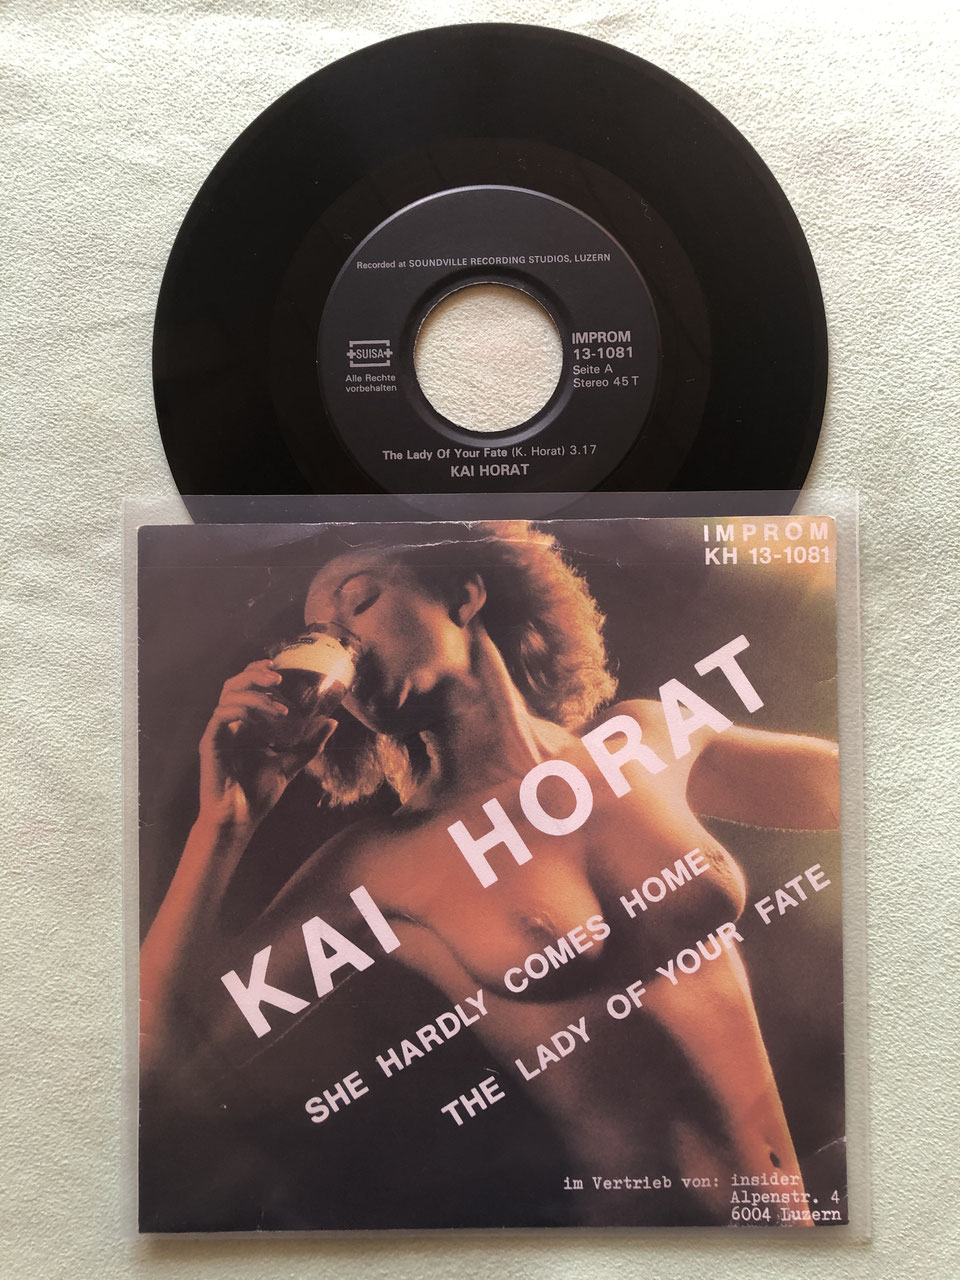 Recorded at SOUNDVILLE RECORDING STUDIOS, LUZERN
SUISA
Alle Rechte
vorbehalten
IMPROM
13-1081
Seite A
Stereo 45 T
The Lady Of Your Fate (K. Horat) 3.17
KAI HORAT
IMPROM
KH 13-1081
KAI HORAT
SHE HARDLY COMES HOME
THE LADY OF YOUR FATE
im Vertrieb von: insider
Alpenstr. 4
6004 Luzern